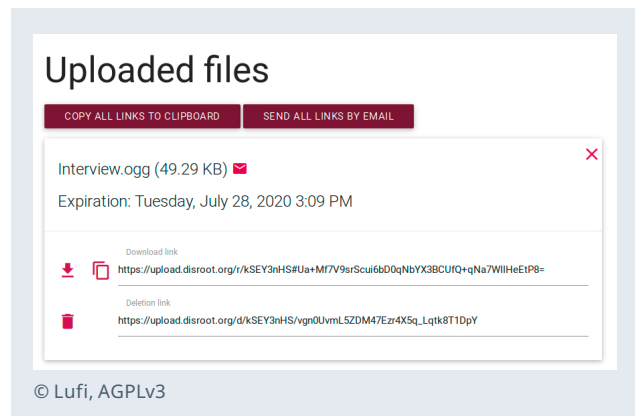 Uploaded files
COPY ALL LINKS TO CLIPBOARD SEND ALL LINKS BY EMAIL
Interview.ogg (49.29 KB)
Expiration: Tuesday, July 28, 2020 3:09 PM
Download link
https://upload.disroot.org/r/kSEY3nHS#Ua+Mf7V9srScui6bD0qNbYX3BCUfQ+qNa7WIlHeEtP8=
Deletion link
https://upload.disroot.org/d/kSEY3nHS/vgn0UvmL5ZDM47Ezr4X5q_Lqtk8T1DpY
© Lufi, AGPLv3